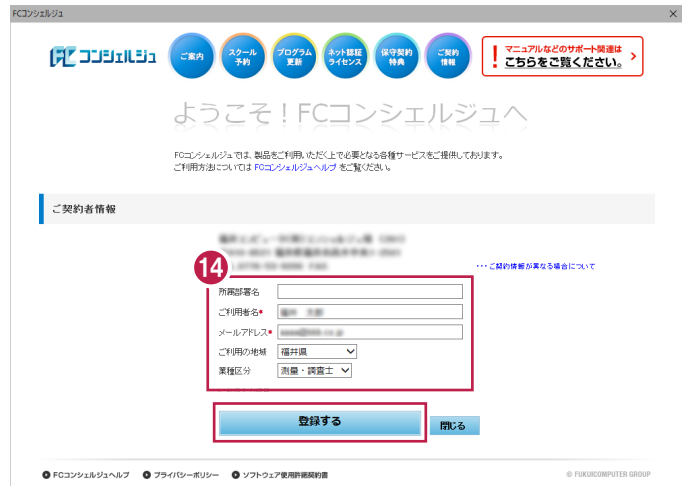 FCコンシェルジュ
FC コンシェルジュ
ご案内
スクール
予約
プログラム
更新
ネット認証
ライセンス
保守契約
特典
ご契約
情報
マニュアルなどのサポート関連は
こちらをご覧ください。
ようこそ！FCコンシェルジュへ
FCコンシェルジュでは、製品をご利用いただく上で必要となる各種サービスをご提供しております。
ご利用方法については FCコンシェルジュヘルプ をご覧ください。
ご契約者情報
・・・ご契約情報が異なる場合について
14
所属部署名
ご利用者名*
メールアドレス*
ご利用の地域 福井県
業種区分 測量・調査士
登録する
閉じる
FCコンシェルジュヘルプ プライバシーポリシー ソフトウェア使用許諾契約書
© FUKUICOMPUTER GROUP